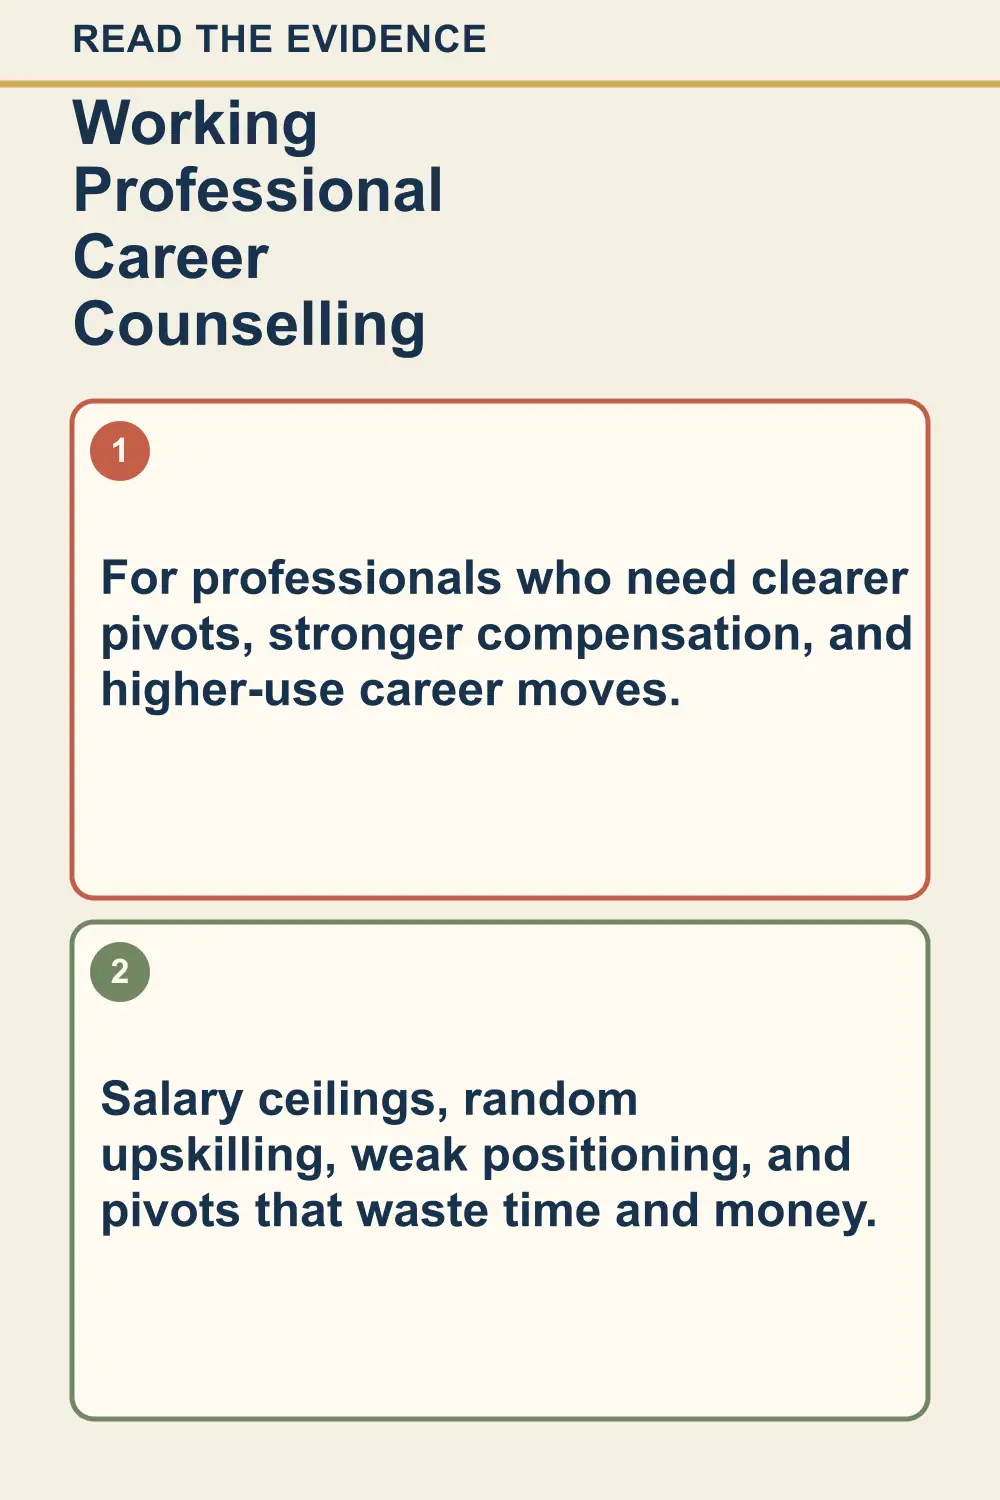 READ THE EVIDENCE
Working
Professional
Career
Counselling
1
For professionals who need clearer
pivots, stronger compensation, and
higher-use career moves.
2
Salary ceilings, random
upskilling, weak positioning, and
pivots that waste time and money.